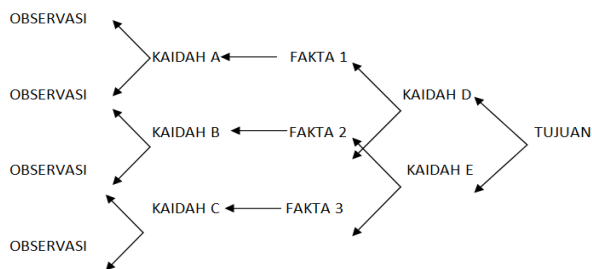 OBSERVASI
KAIDAH A
FAKTA 1
OBSERVASI
KAIDAH D
KAIDAH B
FAKTA 2
TUJUAN
OBSERVASI
KAIDAH E
KAIDAH C
FAKTA 3
OBSERVASI